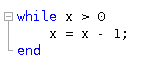 while x > 0
    x = x - 1;
end